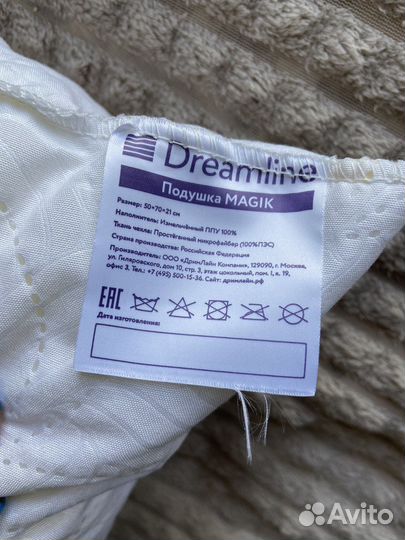 Dreamline
Подушка MAGIK
Размер: 50*70*21 см
Наполнитель: Измельчённый ППУ 100%
Ткань чехла: Простёганный микрофайбер (100%ПЭС)
Страна производства: Российская Федерация
Производитель: ООО «ДримЛайн Компани», 129090, г. Москва,
ул. Гиляровского, дом 10, стр. 3, этаж цокольный, пом. I, к. 19,
офис 3. Тел.: +7 (495) 500-15-36. Сайт: дримлайн.рф
EAC
Дата изготовления:
Avito